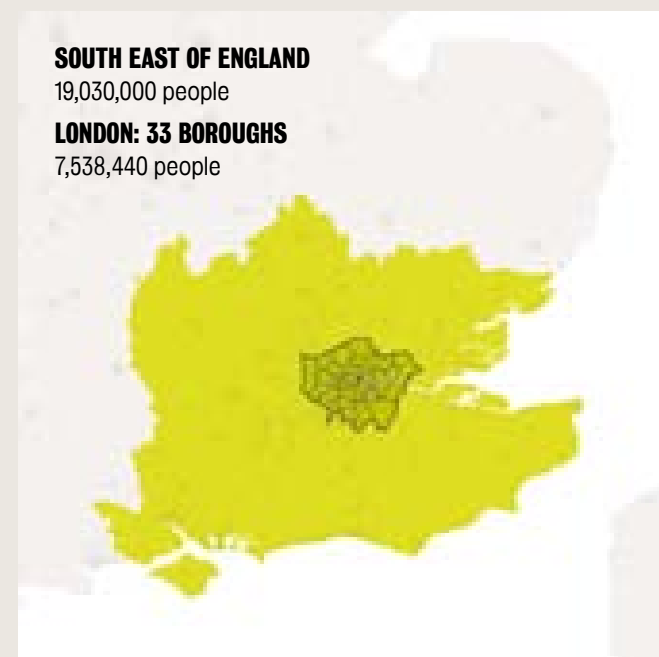 SOUTH EAST OF ENGLAND
19,030,000 people
LONDON: 33 BOROUGHS
7,538,440 people